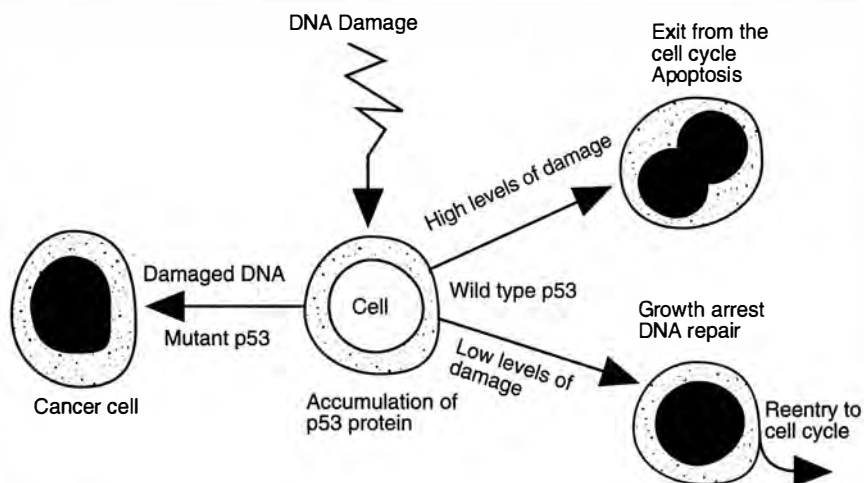 DNA Damage
Exit from the
cell cycle
Apoptosis
High levels of damage
Damaged DNA
Mutant p53
Cell
Wild type p53
Growth arrest
DNA repair
Low levels of
damage
Cancer cell
Accumulation of
p53 protein
Reentry to
cell cycle